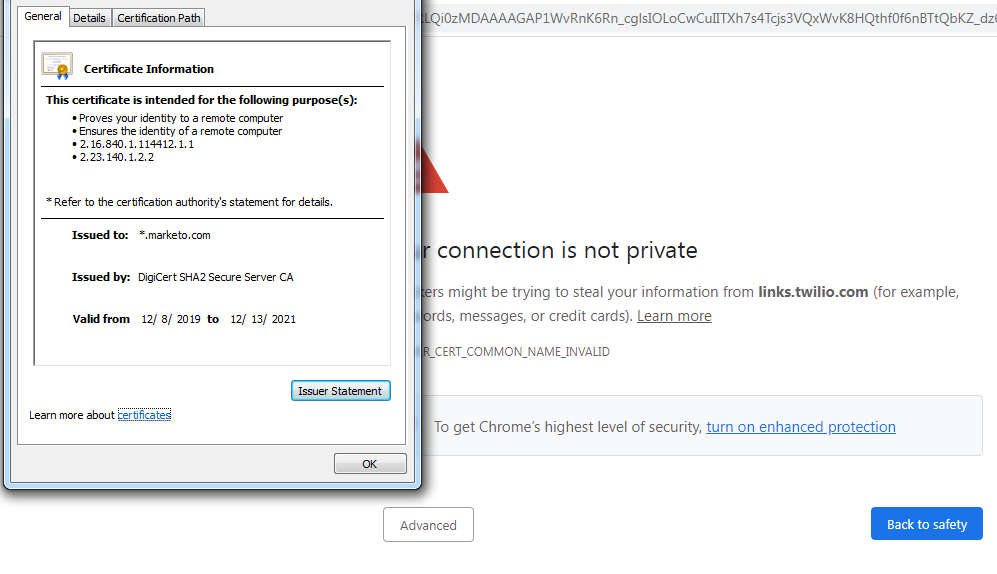 General
Details
Certification Path
Certificate Information
This certificate is intended for the following purpose(s):
• Proves your identity to a remote computer
• Ensures the identity of a remote computer
• 2.16.840.1.114412.1.1
• 2.23.140.1.2.2
* Refer to the certification authority's statement for details.
Issued to: *.marketo.com
Issued by: DigiCert SHA2 Secure Server CA
Valid from 12/ 8/ 2019 to 12/ 13/ 2021
Issuer Statement
Learn more about certificates
OK
r connection is not private
kers might be trying to steal your information from links.twilio.com (for example,
ords, messages, or credit cards). Learn more
R_CERT_COMMON_NAME_INVALID
To get Chrome’s highest level of security, turn on enhanced protection
Advanced
Back to safety